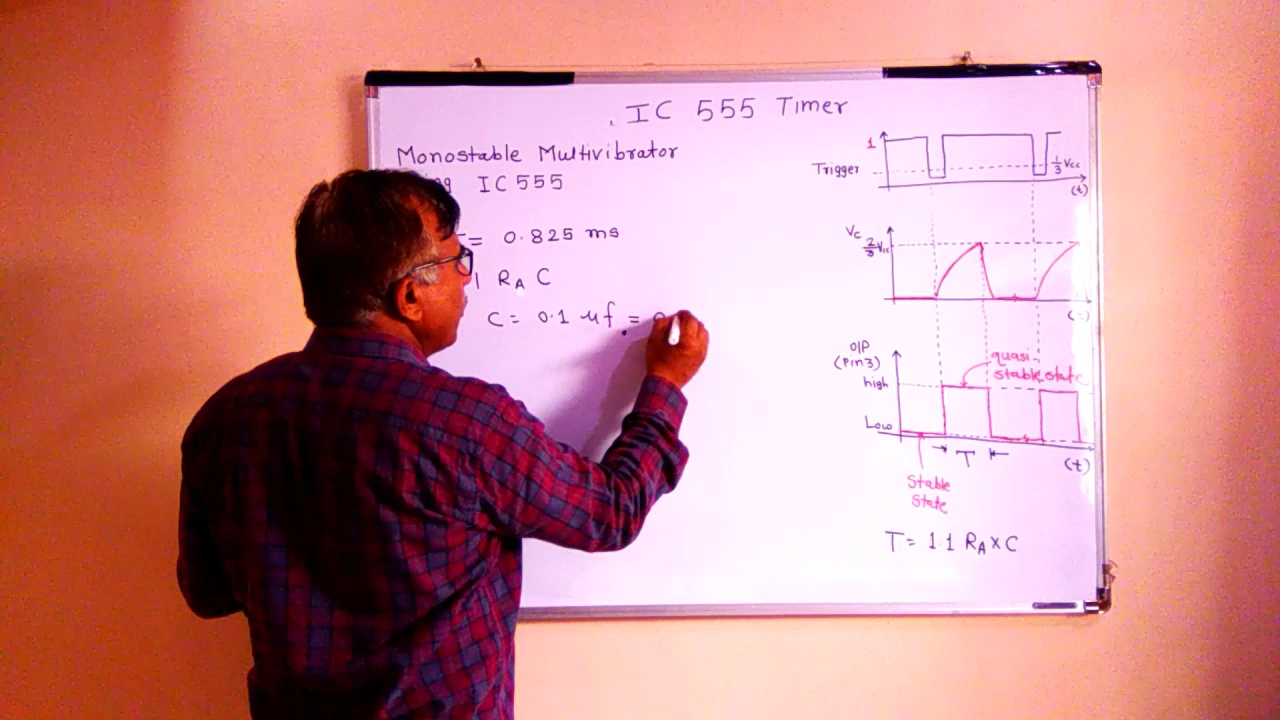 IC 555 Timer
Monostable Multivibrator
IC 555
= 0.825 ms
RA C
C = 0.1 µf =
1
Trigger
1/3 Vcc
(t)
Vc
2/3 Vcc
O/P
(Pin 3)
quasi-
stable state
high
Low
T
(t)
Stable
State
T = 1.1 RA × C